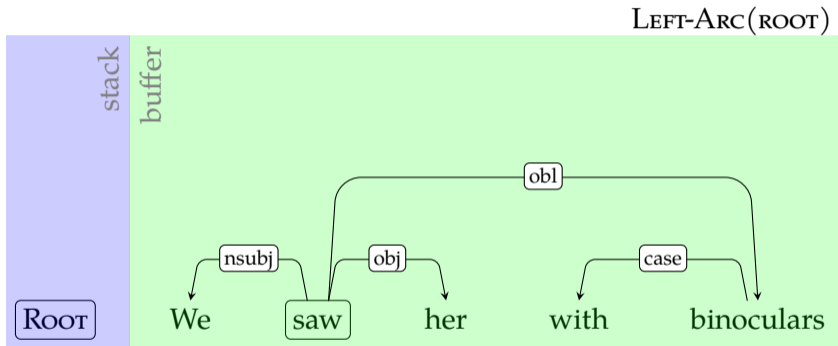 LEFT-ARC(ROOT)
stack
buffer
obl
nsubj obj case
ROOT We saw her with binoculars